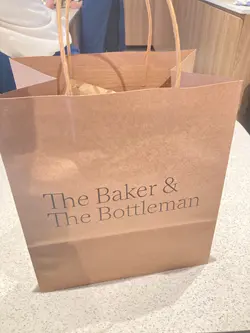 The Baker &
The Bottleman